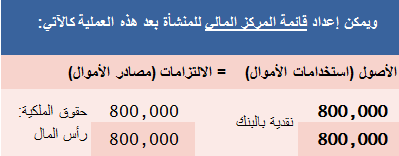 ويمكن إعداد قائمة المركز المالي للمنشأة بعد هذه العملية كالآتي:
الأصول (استخدامات الأموال) = الالتزامات (مصادر الأموال)
800,000 نقدية بالبنك 800,000 حقوق الملكية:
800,000 800,000 رأس المال